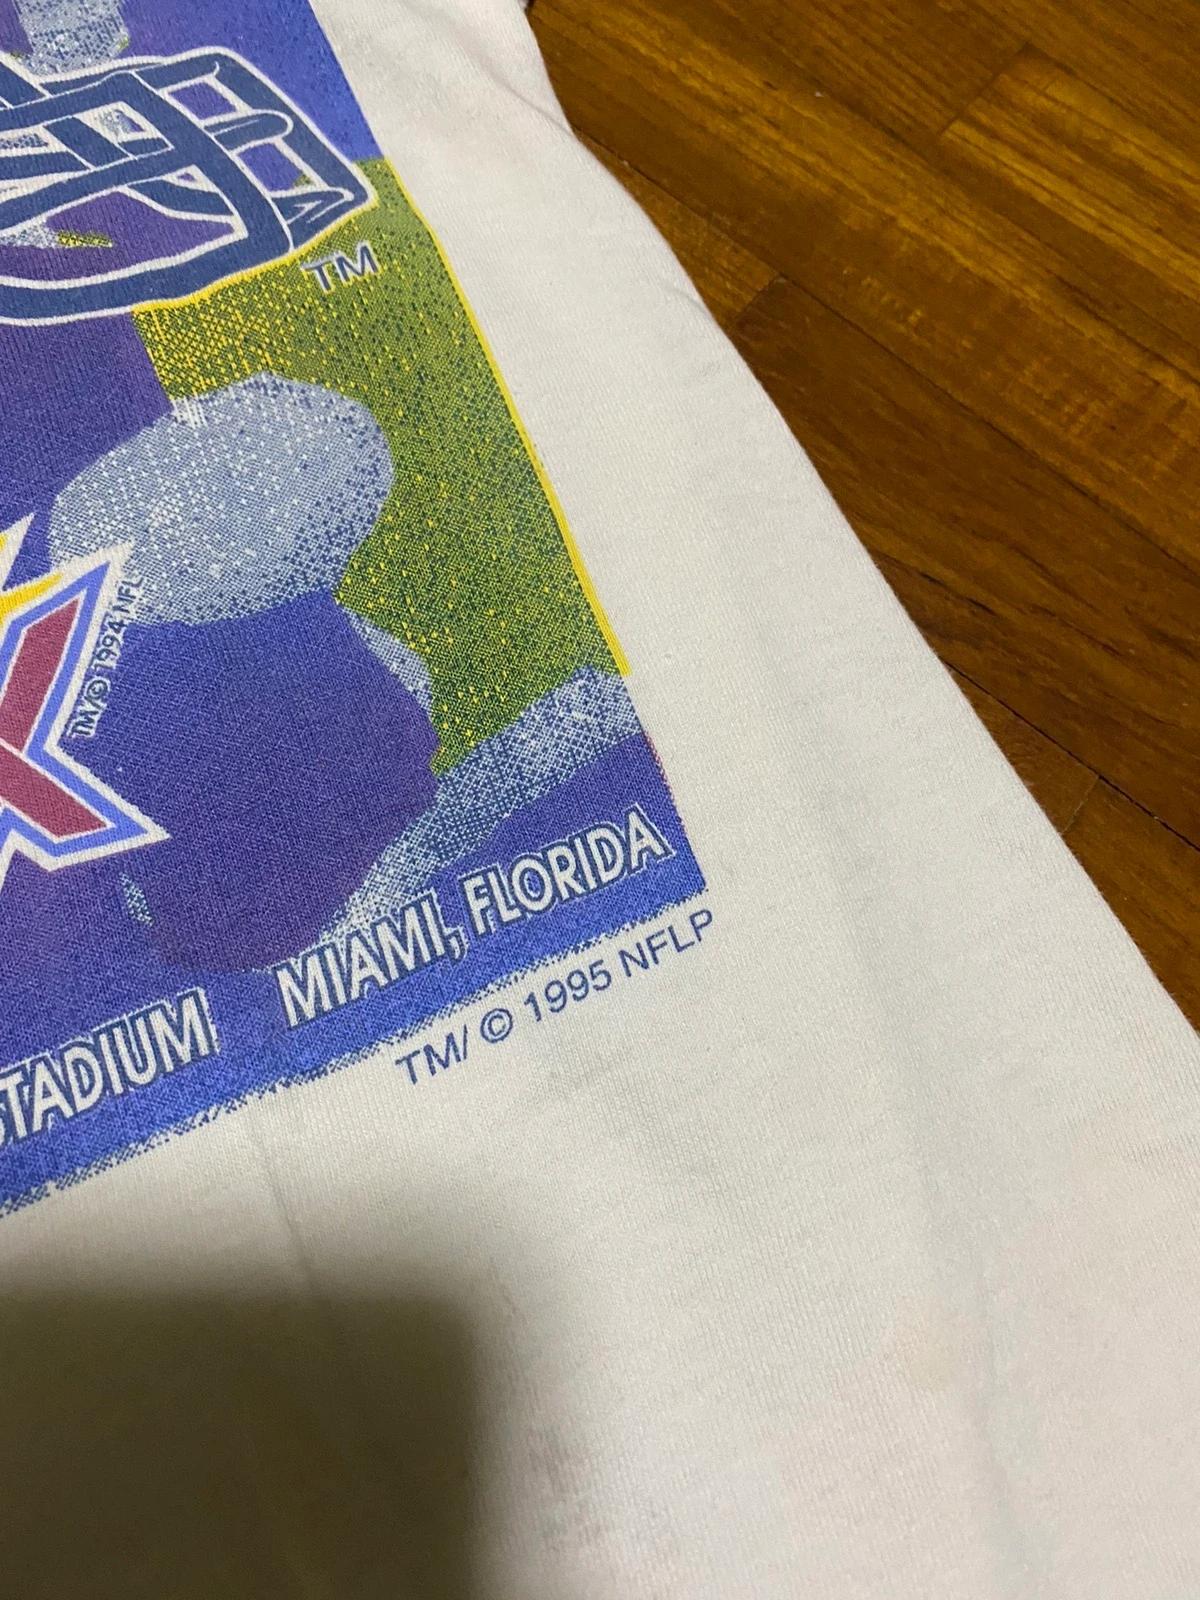 TM
TM/© 1994 NFL
X
STADIUM MIAMI, FLORIDA
TM/ © 1995 NFLP